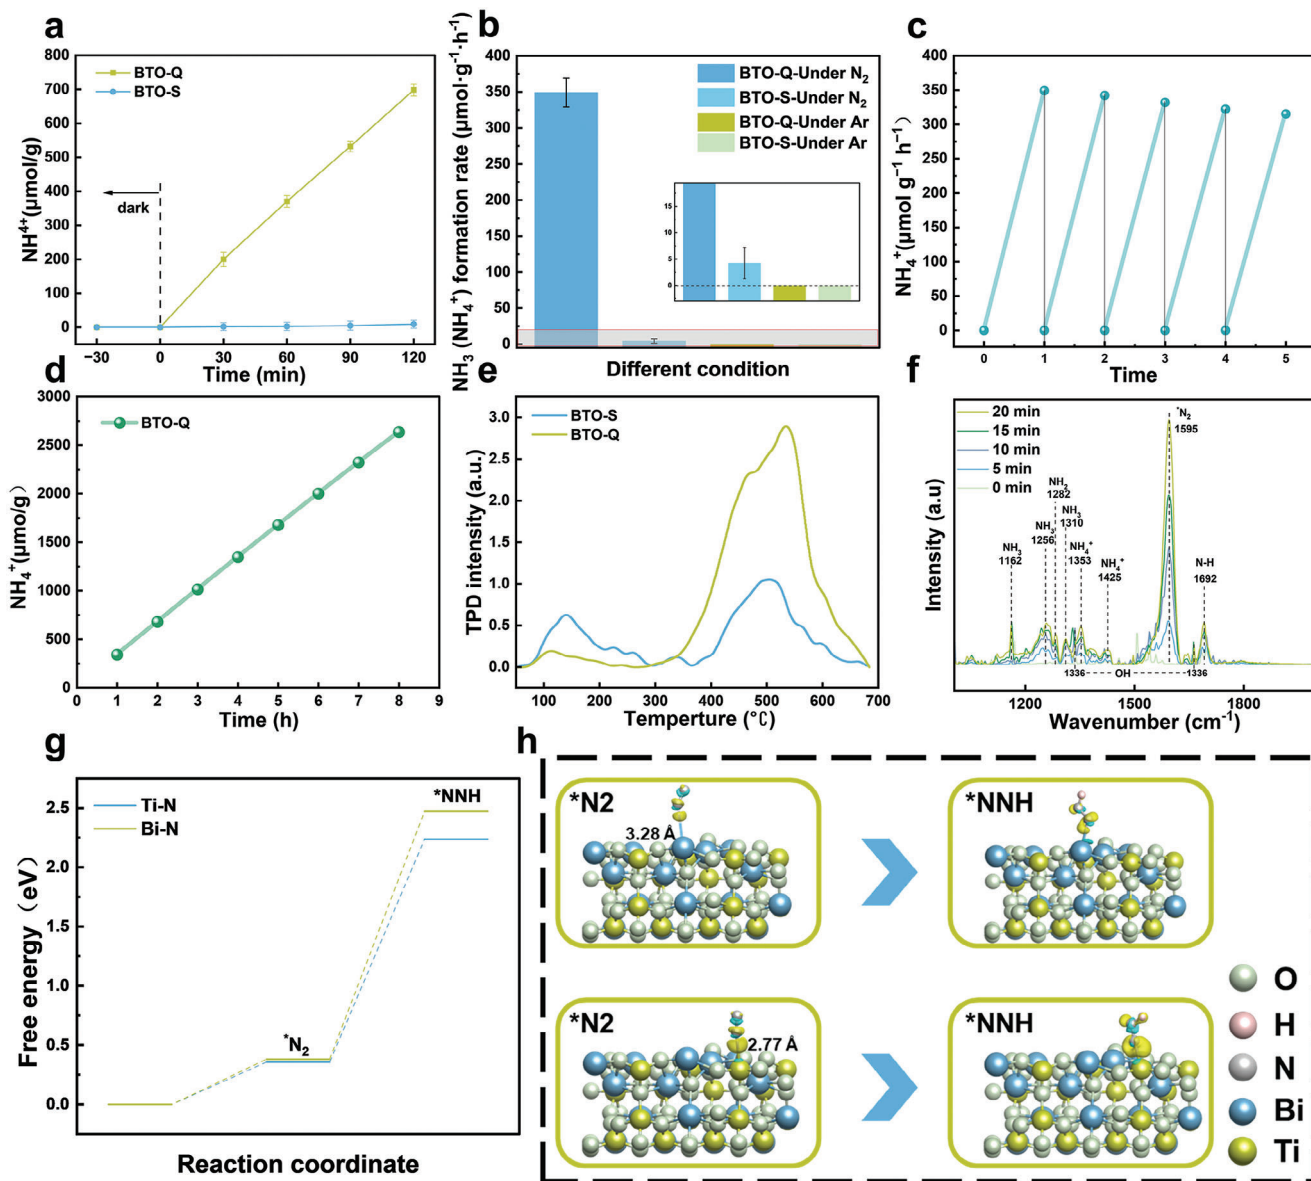 a
800
700
600
500
400
300
200
100
0
NH⁴⁺(μmol/g)
BTO-Q
BTO-S
dark
−30
0
30
60
90
120
Time (min)
b
400
350
300
250
200
150
100
50
0
NH₃ (NH₄⁺) formation rate (μmol·g⁻¹·h⁻¹)
BTO-Q-Under N₂
BTO-S-Under N₂
BTO-Q-Under Ar
BTO-S-Under Ar
15
10
5
0
Different condition
c
400
350
300
250
200
150
100
50
0
NH₄⁺(μmol g⁻¹ h⁻¹)
0
1
2
3
4
5
Time
d
3000
2500
2000
1500
1000
500
0
NH₄⁺(μmo/g)
BTO-Q
0
1
2
3
4
5
6
7
8
9
Time (h)
e
3.0
2.5
2.0
1.5
1.0
0.5
0.0
TPD intensity (a.u.)
BTO-S
BTO-Q
100
200
300
400
500
600
700
Temperture (°C)
f
Intensity (a.u)
20 min
15 min
10 min
5 min
0 min
*N₂
1595
NH₂
1282
NH₃
1310
NH₃
1256
NH₃
1162
NH₄⁺
1353
NH₄⁺
1425
N-H
1692
1336
OH
1336
1200
1500
1800
Wavenumber (cm⁻¹)
g
2.5
2.0
1.5
1.0
0.5
0.0
Free energy (eV)
Ti-N
Bi-N
*NNH
*N₂
Reaction coordinate
h
*N2
3.28 Å
*NNH
*N2
2.77 Å
*NNH
O
H
N
Bi
Ti